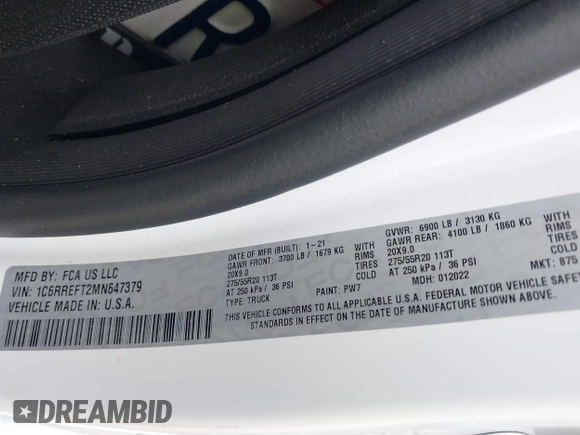 R
MFD BY: FCA US LLC
VIN: 1C6RREFT2MN647379
VEHICLE MADE IN: U.S.A.
DATE OF MFR (BUILT): 1-21
GAWR FRONT: 3700 LB / 1679 KG
20X9.0
275/55R20 113T
AT 250 kPa / 36 PSI
TYPE: TRUCK
PAINT: PW7
GVWR: 6900 LB / 3130 KG
GAWR REAR: 4100 LB / 1860 KG
20X9.0
275/55R20 113T
AT 250 kPa / 36 PSI
MDH: 012022
WITH
RIMS
TIRES
WITH
RIMS
TIRES
MKT: 875
THIS VEHICLE CONFORMS TO ALL APPLICABLE U.S.A. FEDERAL MOTOR VEHICLE SAFETY
STANDARDS IN EFFECT ON THE DATE OF MANUFACTURE SHOWN ABOVE
DREAMBID